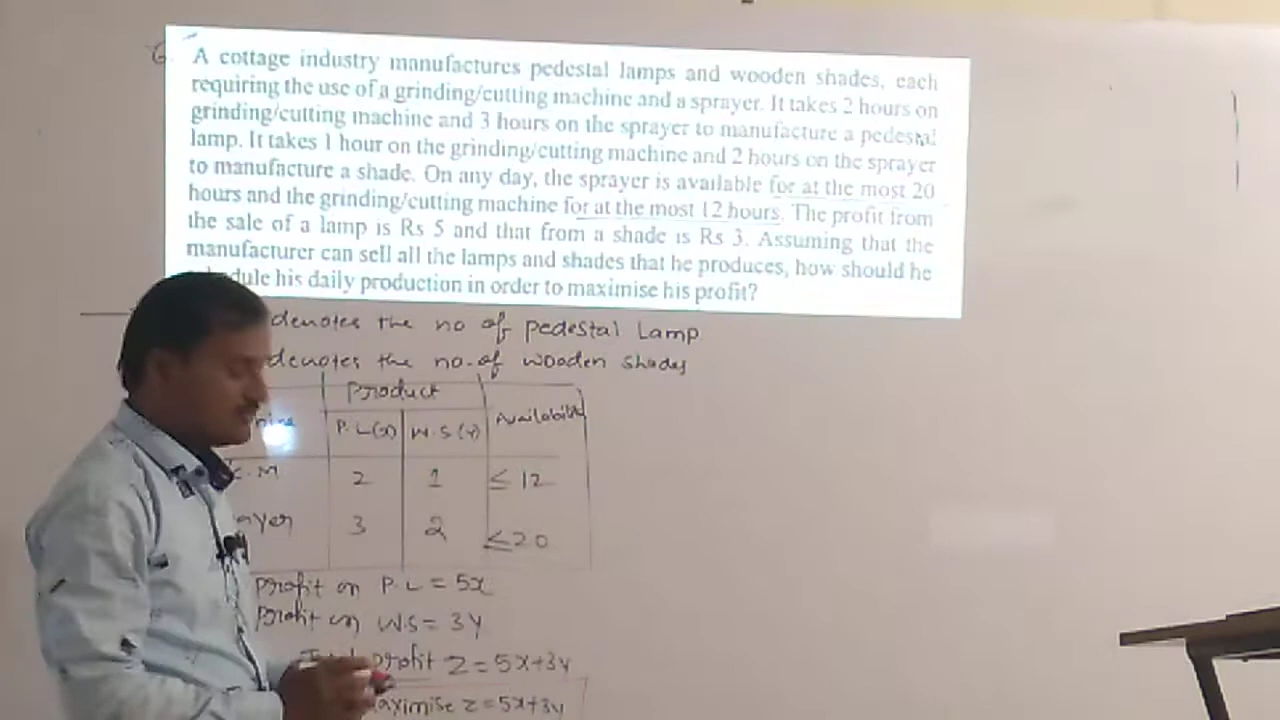 6.
A cottage industry manufactures pedestal lamps and wooden shades, each
requiring the use of a grinding/cutting machine and a sprayer. It takes 2 hours on
grinding/cutting machine and 3 hours on the sprayer to manufacture a pedestal
lamp. It takes 1 hour on the grinding/cutting machine and 2 hours on the sprayer
to manufacture a shade. On any day, the sprayer is available for at the most 20
hours and the grinding/cutting machine for at the most 12 hours. The profit from
the sale of a lamp is Rs 5 and that from a shade is Rs 3. Assuming that the
manufacturer can sell all the lamps and shades that he produces, how should he
his daily production in order to maximise his profit?
denotes the no of pedestal Lamp
denotes the no. of wooden shades
Product
P.L(x) W.S(y) Availability
C.M 2 1 ≤ 12
3 2 ≤20
profit on P.L = 5x
profit on W.S = 3y
profit Z = 5x+3y
Z = 5x+3y